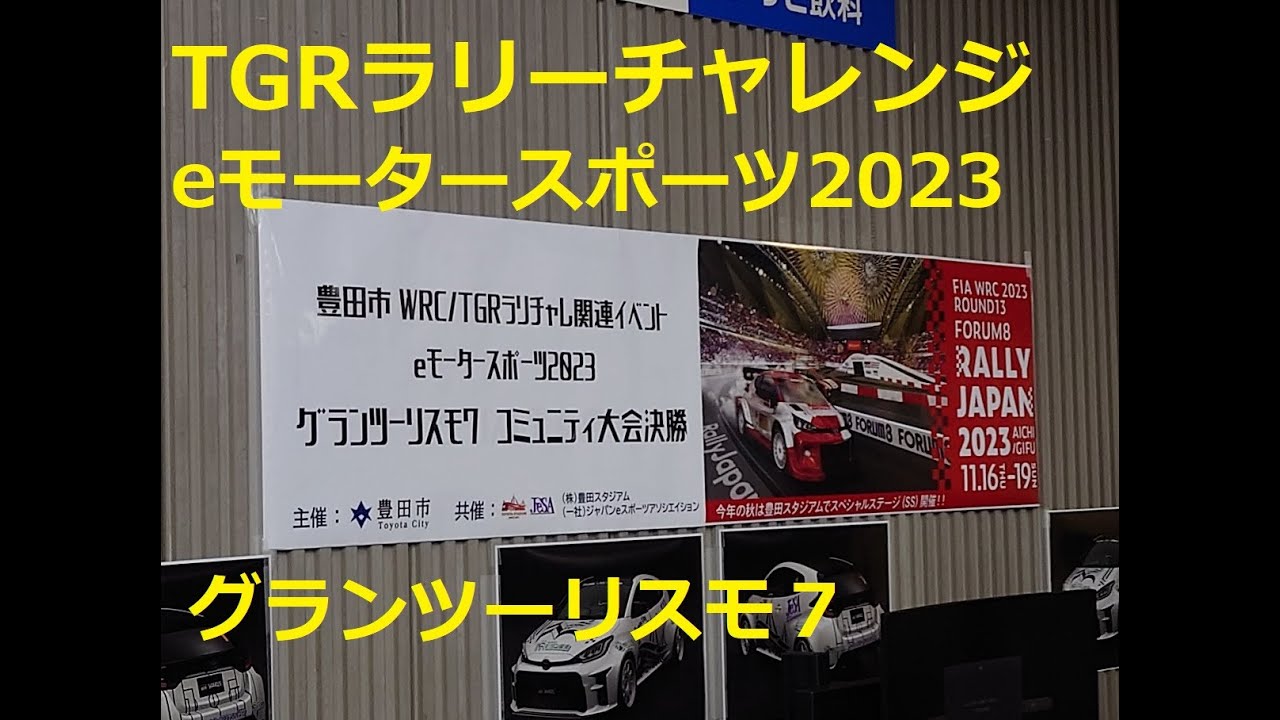 飲料
TGRラリーチャレンジ
eモータースポーツ2023
豊田市 WRC/TGRラリチャレ関連イベント
eモータースポーツ2023
グランツーリスモ7 コミュニティ大会決勝
主催： 豊田市
Toyota City
共催： JeSA
(株)豊田スタジアム
(一社)ジャパンeスポーツアソシエイション
FIA WRC 2023
ROUND13
FORUM8
RALLY
JAPAN
2023 AICHI
/GIFU
11.16 THU -19 SUN
FORUM8 FORU
RallyJapan
今年の秋は豊田スタジアムでスペシャルステージ(SS)開催!!
グランツーリスモ７